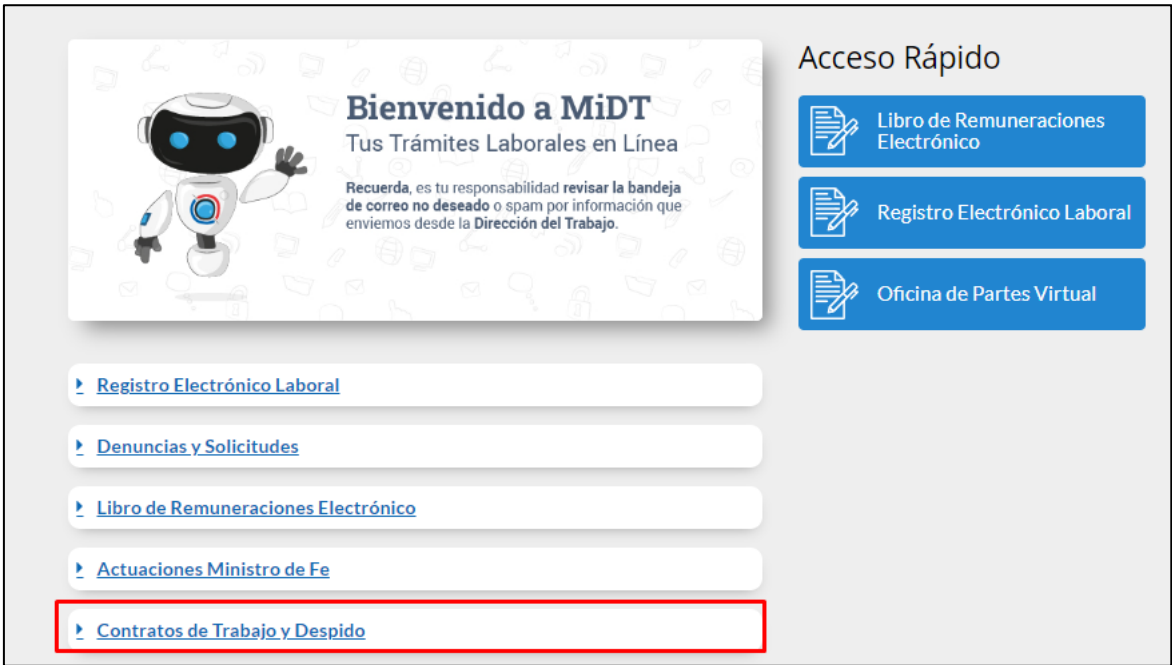 Bienvenido a MiDT
Tus Trámites Laborales en Línea
Recuerda, es tu responsabilidad revisar la bandeja
de correo no deseado o spam por información que
enviemos desde la Dirección del Trabajo.
Acceso Rápido
Libro de Remuneraciones
Electrónico
Registro Electrónico Laboral
Oficina de Partes Virtual
Registro Electrónico Laboral
Denuncias y Solicitudes
Libro de Remuneraciones Electrónico
Actuaciones Ministro de Fe
Contratos de Trabajo y Despido